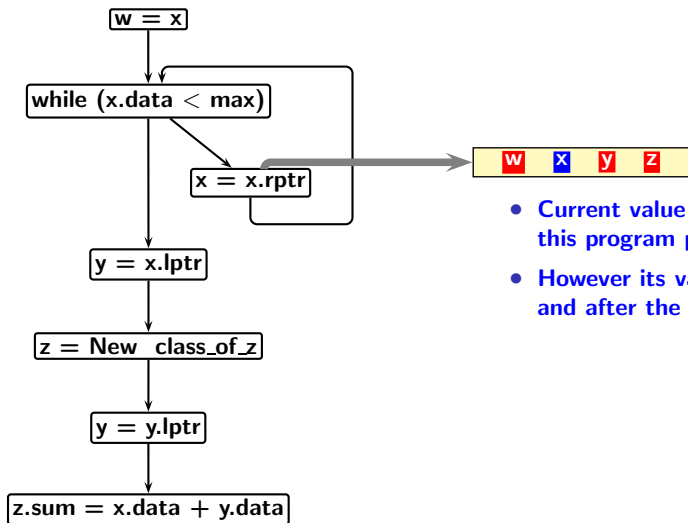 w = x
while (x.data < max)
x = x.rptr
w x y z
• Current value
this program
• However its
and after the
y = x.lptr
z = New class_of_z
y = y.lptr
z.sum = x.data + y.data